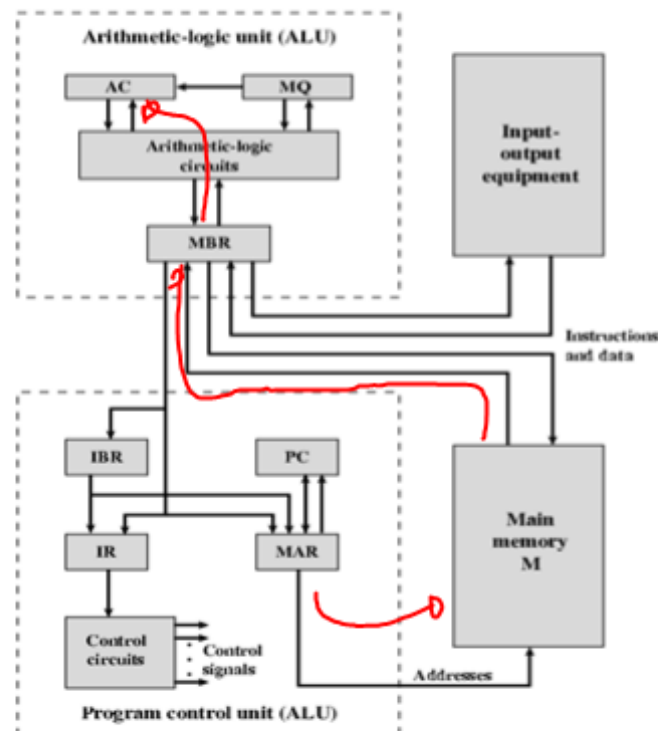 Arithmetic-logic unit (ALU)
AC
MQ
Arithmetic-logic
circuits
MBR
Input-
output
equipment
Instructions
and data
IBR
PC
IR
MAR
Main
memory
M
Control
circuits
Control
signals
Addresses
Program control unit (ALU)